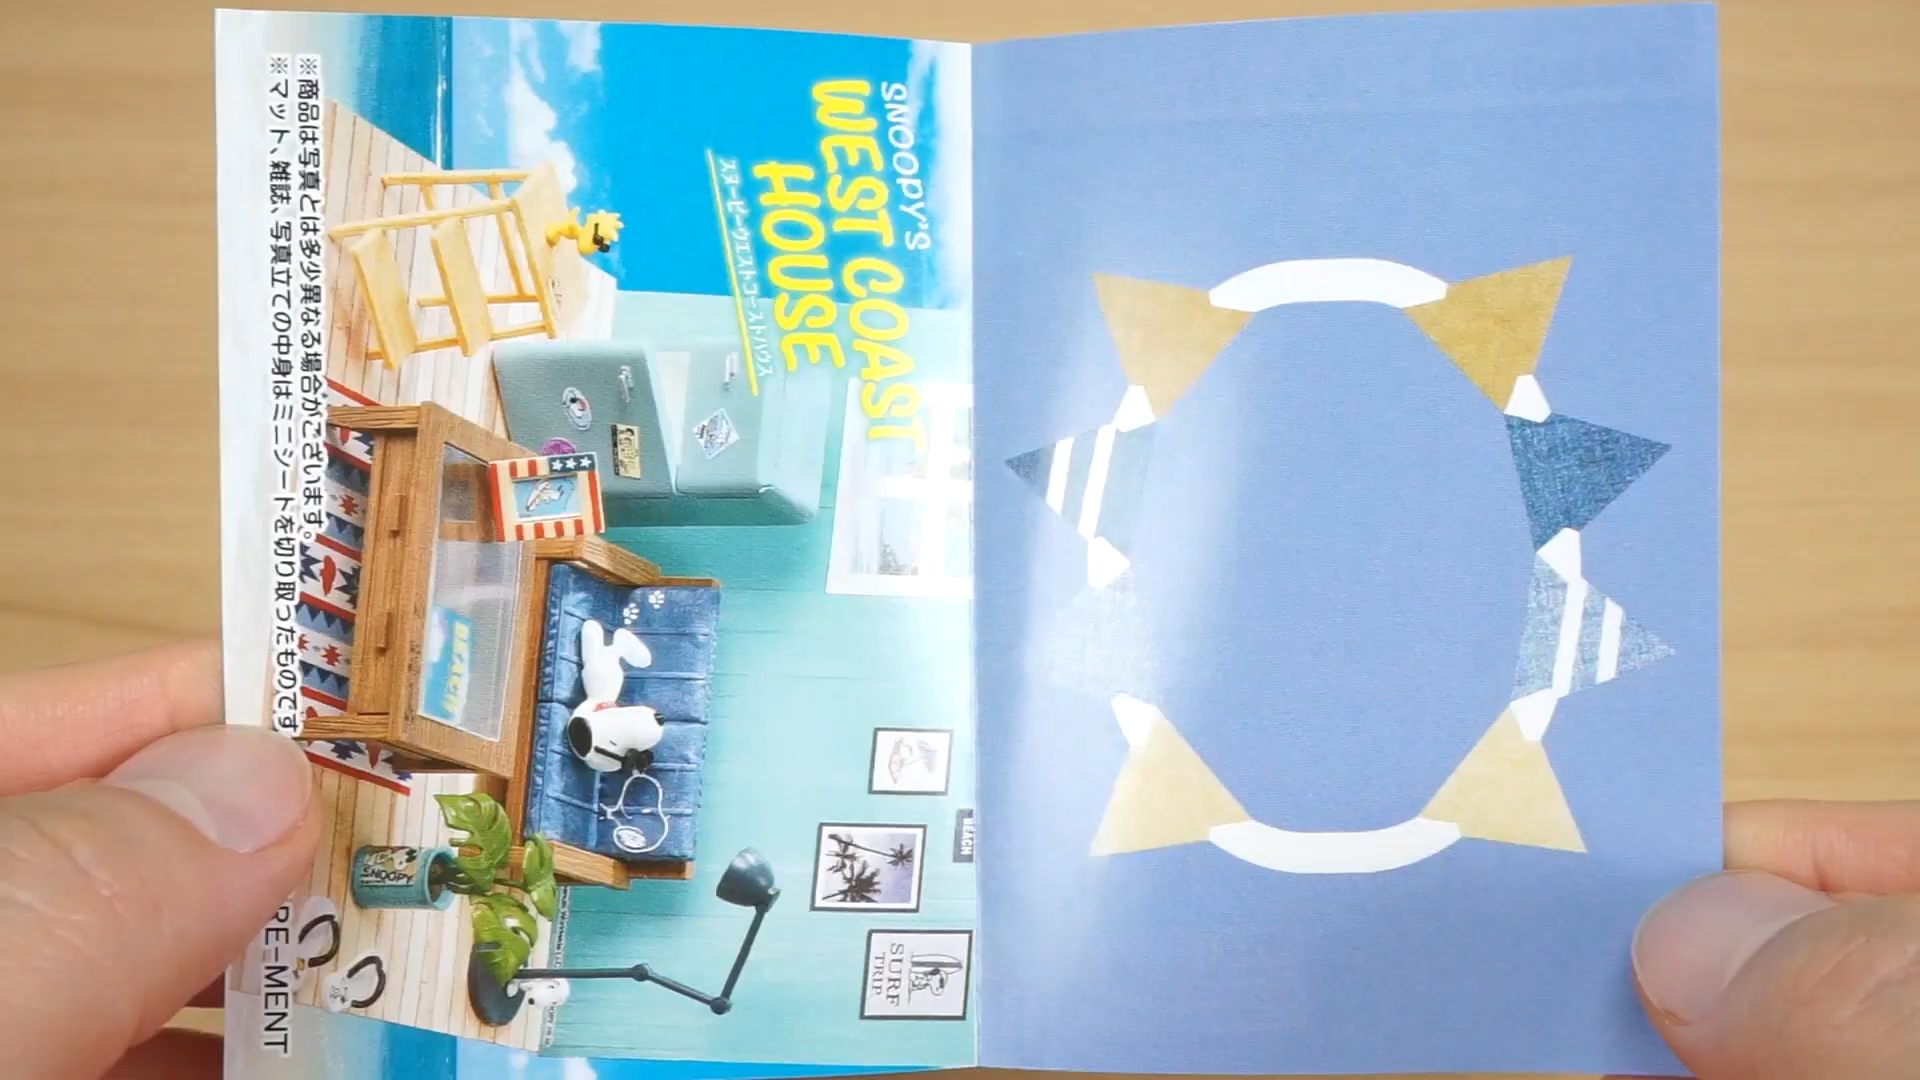 SNOOPY'S
WEST COAST
HOUSE
スヌーピーウエストコーストハウス
BEACH
SURF
TRIP
BEACH
SNOOPY
※商品は写真とは多少異なる場合がございます。
※マット、雑誌、写真立ての中身はミニシートを切り取ったものです
RE-MENT